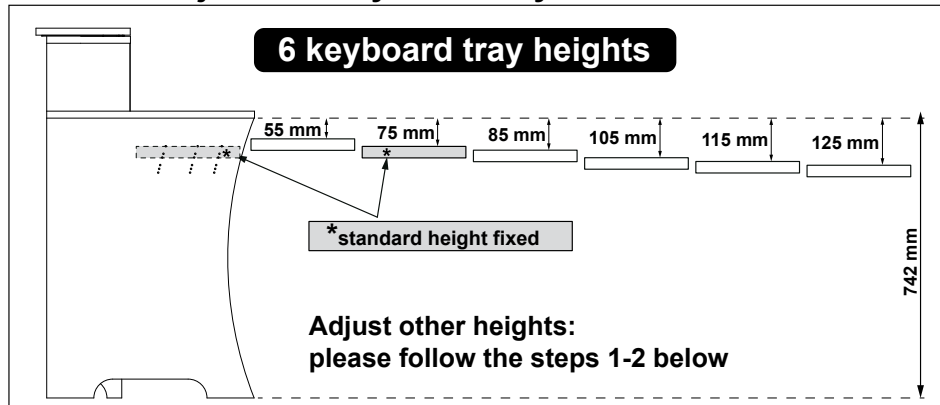 6 keyboard tray heights
55 mm
75 mm
85 mm
105 mm
115 mm
125 mm
*
*
*standard height fixed
742 mm
Adjust other heights:
please follow the steps 1-2 below